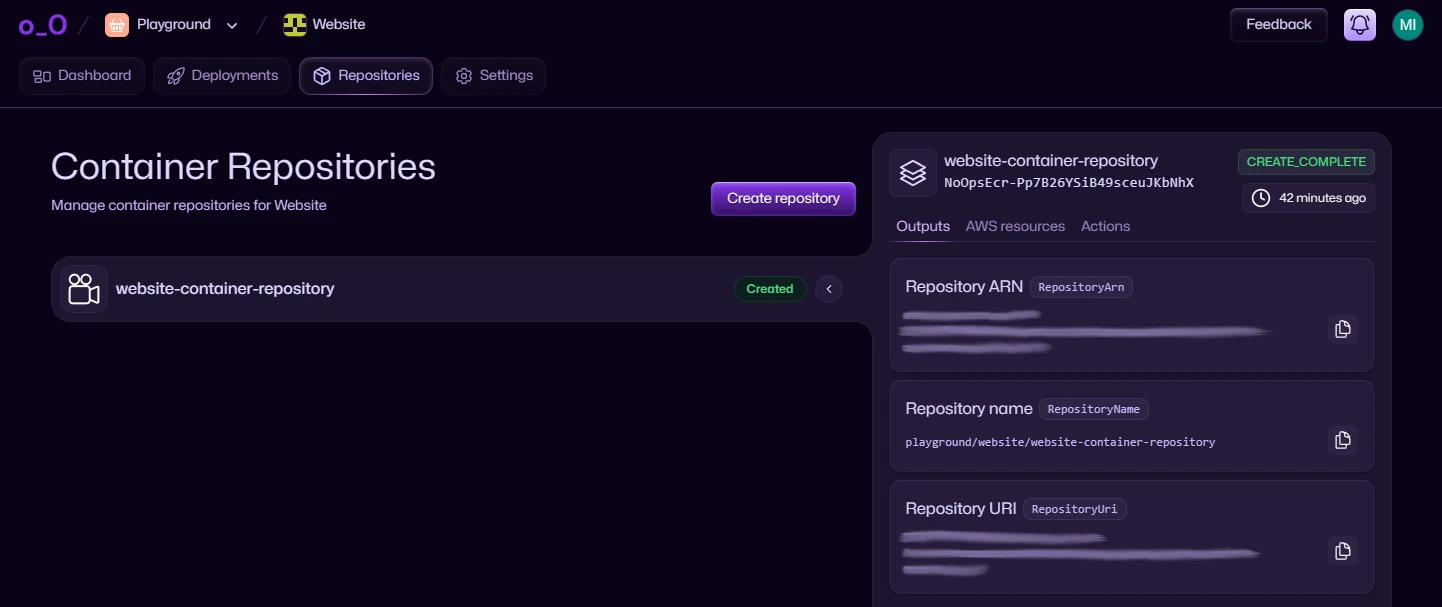 o_O / Playground / Website
Feedback
MI
Dashboard
Deployments
Repositories
Settings
Container Repositories
Manage container repositories for Website
Create repository
website-container-repository
Created
website-container-repository
NoOpsEcr-Pp7B26YSiB49sceuJKbNhX
CREATE_COMPLETE
42 minutes ago
Outputs
AWS resources
Actions
Repository ARN RepositoryArn
Repository name RepositoryName
playground/website/website-container-repository
Repository URI RepositoryUri